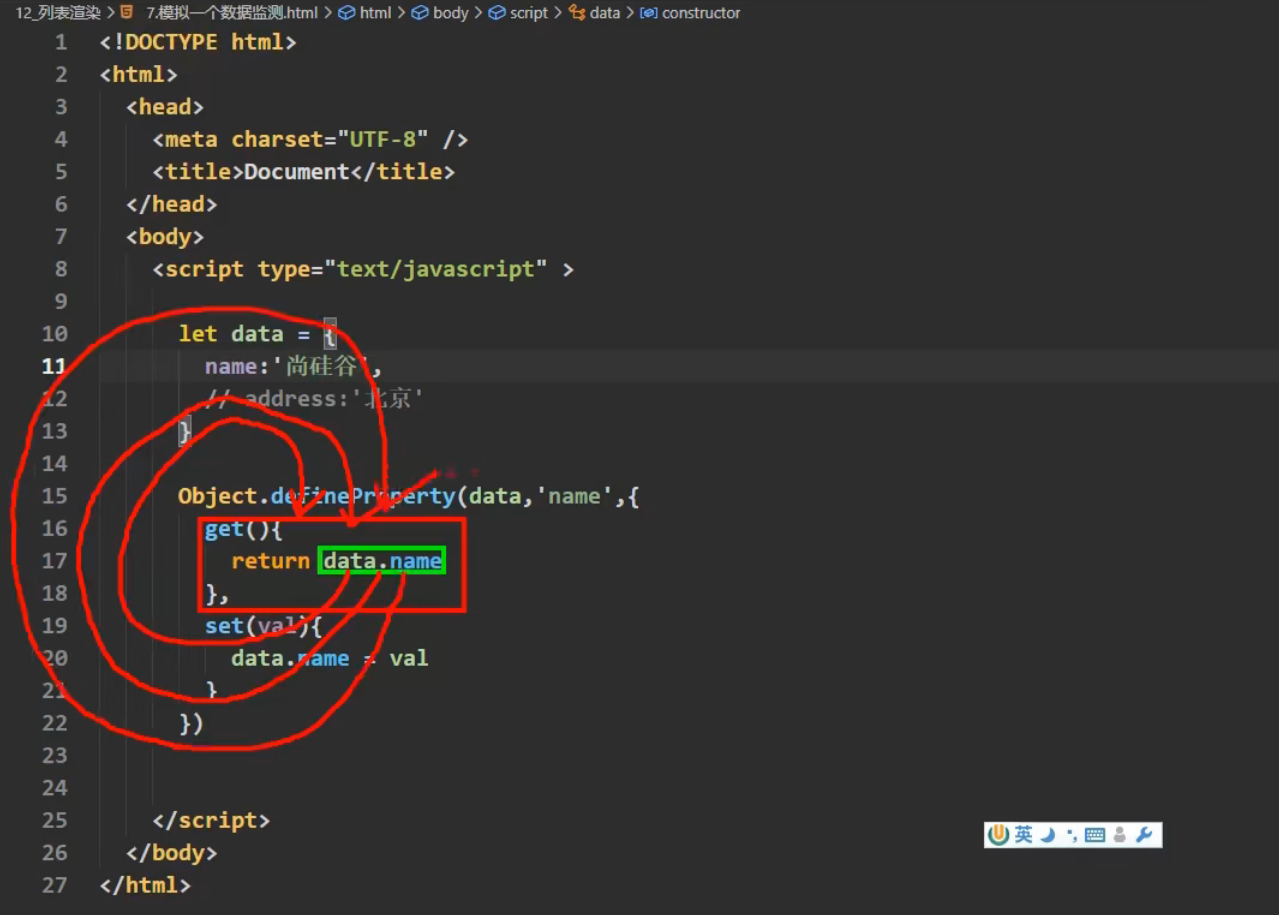 12_列表渲染 > 7.模拟一个数据监测.html > html > body > script > data > constructor
1 <!DOCTYPE html>
2 <html>
3 <head>
4 <meta charset="UTF-8" />
5 <title>Document</title>
6 </head>
7 <body>
8 <script type="text/javascript" >
9
10 let data = {
11 name:'尚硅谷',
12 // address:'北京'
13 }
14
15 Object.defineProperty(data,'name',{
16 get(){
17 return data.name
18 },
19 set(val){
20 data.name = val
21 }
22 })
23
24
25 </script>
26 </body>
27 </html>
英